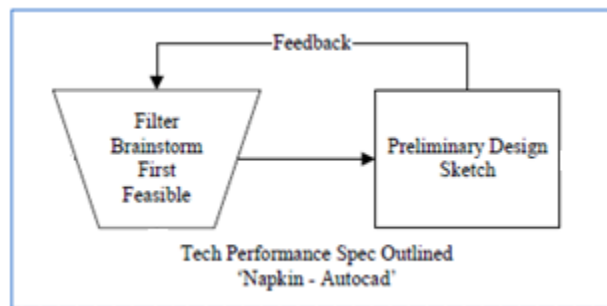 Feedback
Filter
Brainstorm
First
Feasible
Preliminary Design
Sketch
Tech Performance Spec Outlined
‘Napkin - Autocad’